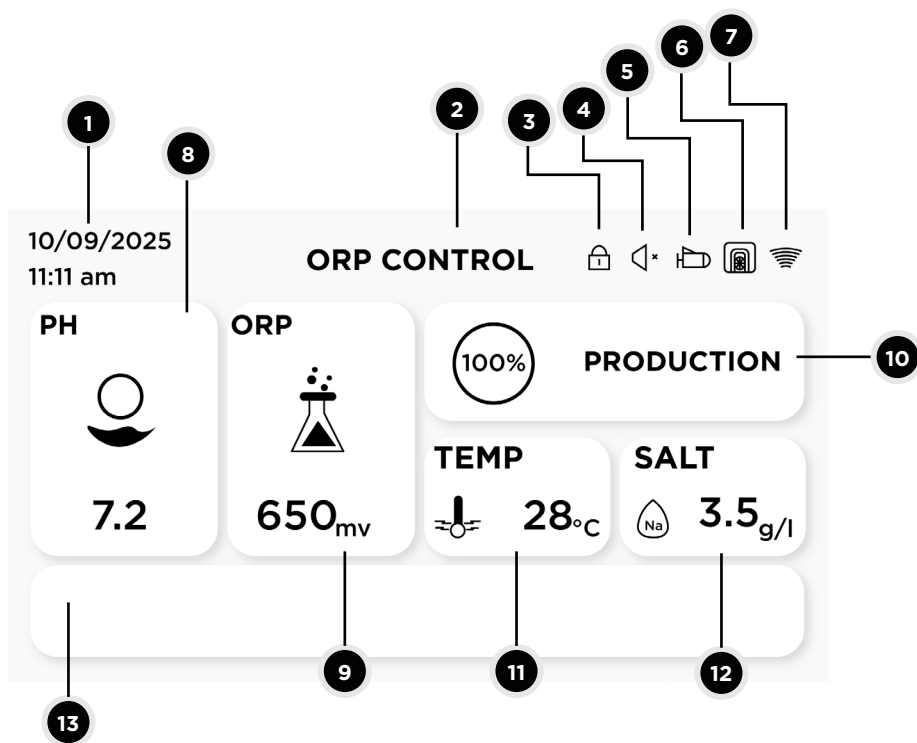 7
6
5
4
3
2
1
8
10/09/2025
11:11 am
ORP CONTROL
PH
7.2
ORP
650mv
100%
PRODUCTION
10
TEMP
28°C
SALT
Na
3.5g/l
9
11
12
13